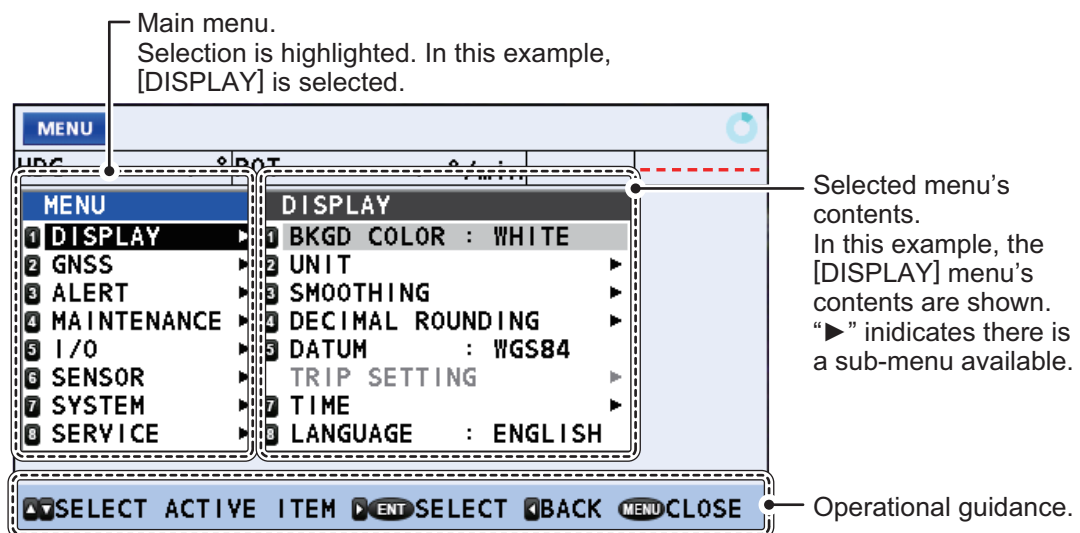 Main menu.
Selection is highlighted. In this example,
[DISPLAY] is selected.
MENU
HDG ° ROT °/min
MENU
1 DISPLAY ▶
2 GNSS ▶
3 ALERT ▶
4 MAINTENANCE ▶
5 I/O ▶
6 SENSOR ▶
7 SYSTEM ▶
8 SERVICE ▶
DISPLAY
1 BKGD COLOR : WHITE
2 UNIT ▶
3 SMOOTHING ▶
4 DECIMAL ROUNDING ▶
5 DATUM : WGS84
TRIP SETTING ▶
7 TIME ▶
8 LANGUAGE : ENGLISH
Selected menu's
contents.
In this example, the
[DISPLAY] menu's
contents are shown.
“▶” inidicates there is
a sub-menu available.
▲▼SELECT ACTIVE ITEM ▶ENT SELECT ◀BACK MENU CLOSE
Operational guidance.